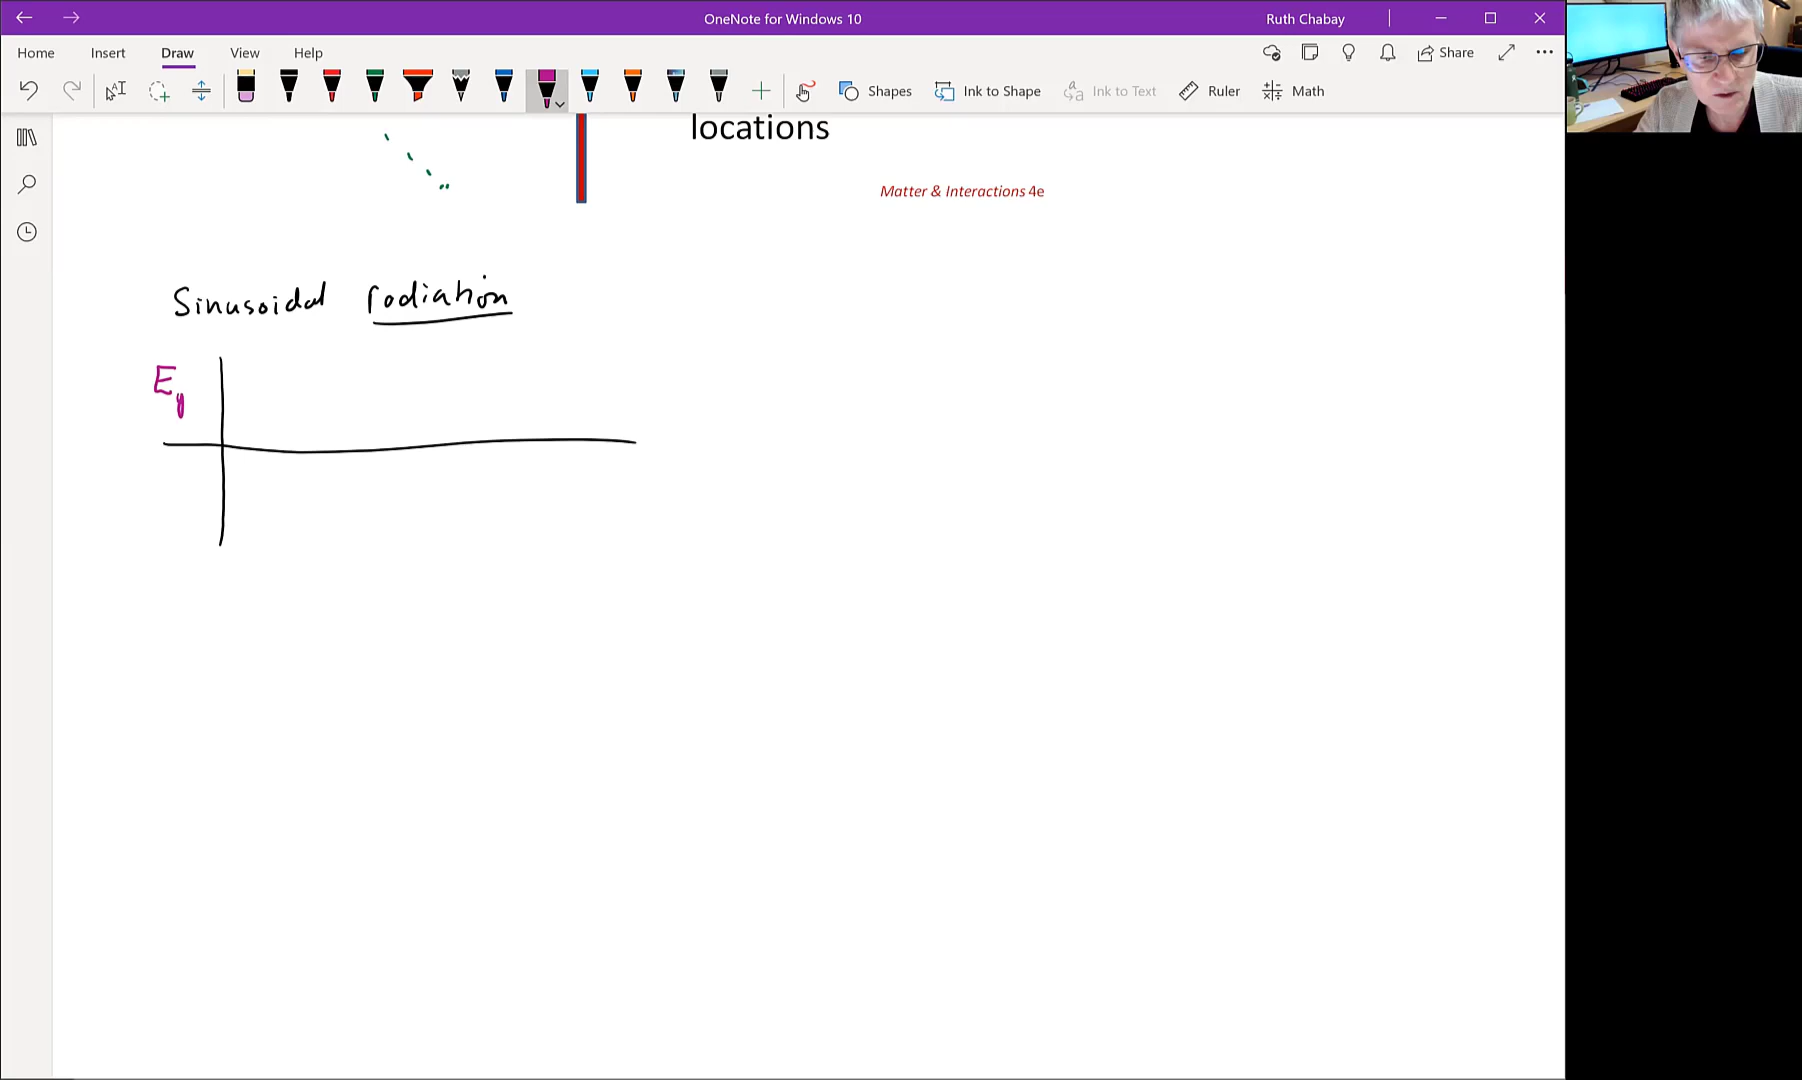 OneNote for Windows 10
Ruth Chabay
Home Insert Draw View Help
Share
Shapes Ink to Shape Ink to Text Ruler Math
locations
Matter & Interactions 4e
Sinusoidal radiation
Ey